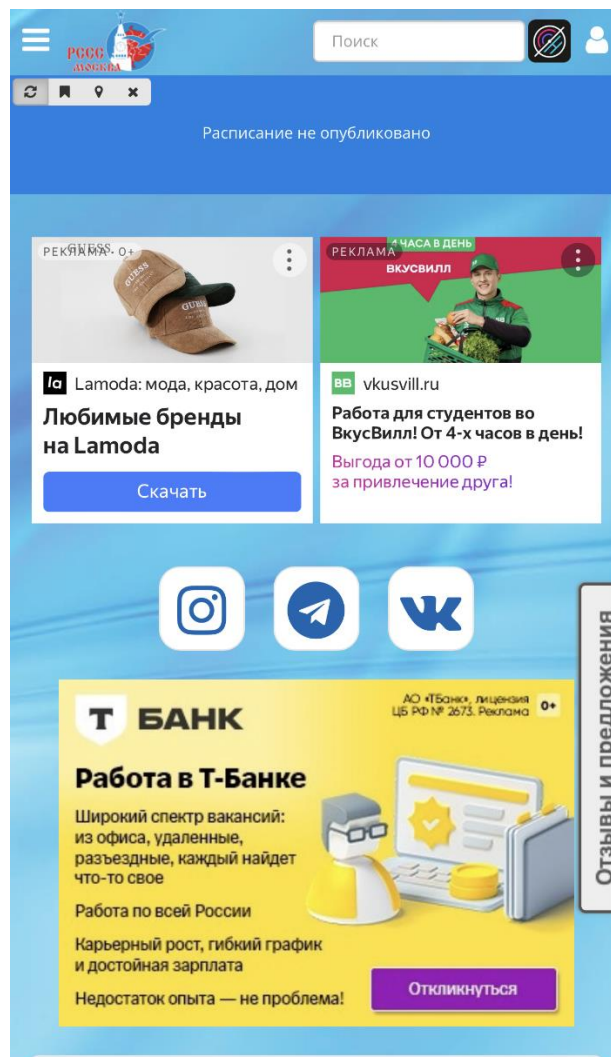 РССС
МОСКВА
Поиск
Расписание не опубликовано
РЕКЛАМА • 0+
GUESS
GUESS
GUESS
la Lamoda: мода, красота, дом
Любимые бренды
на Lamoda
Скачать
РЕКЛАМА
4 ЧАСА В ДЕНЬ
ВКУСВИЛЛ
ВВ vkusvill.ru
Работа для студентов во
ВкусВилл! От 4-х часов в день!
Выгода от 10 000 ₽
за привлечение друга!
Отзывы и предложения
Т БАНК
АО «ТБанк», лицензия
ЦБ РФ № 2673. Реклама
0+
Работа в Т-Банке
Широкий спектр вакансий:
из офиса, удаленные,
разъездные, каждый найдет
что-то свое
Работа по всей России
Карьерный рост, гибкий график
и достойная зарплата
Недостаток опыта — не проблема!
Откликнуться